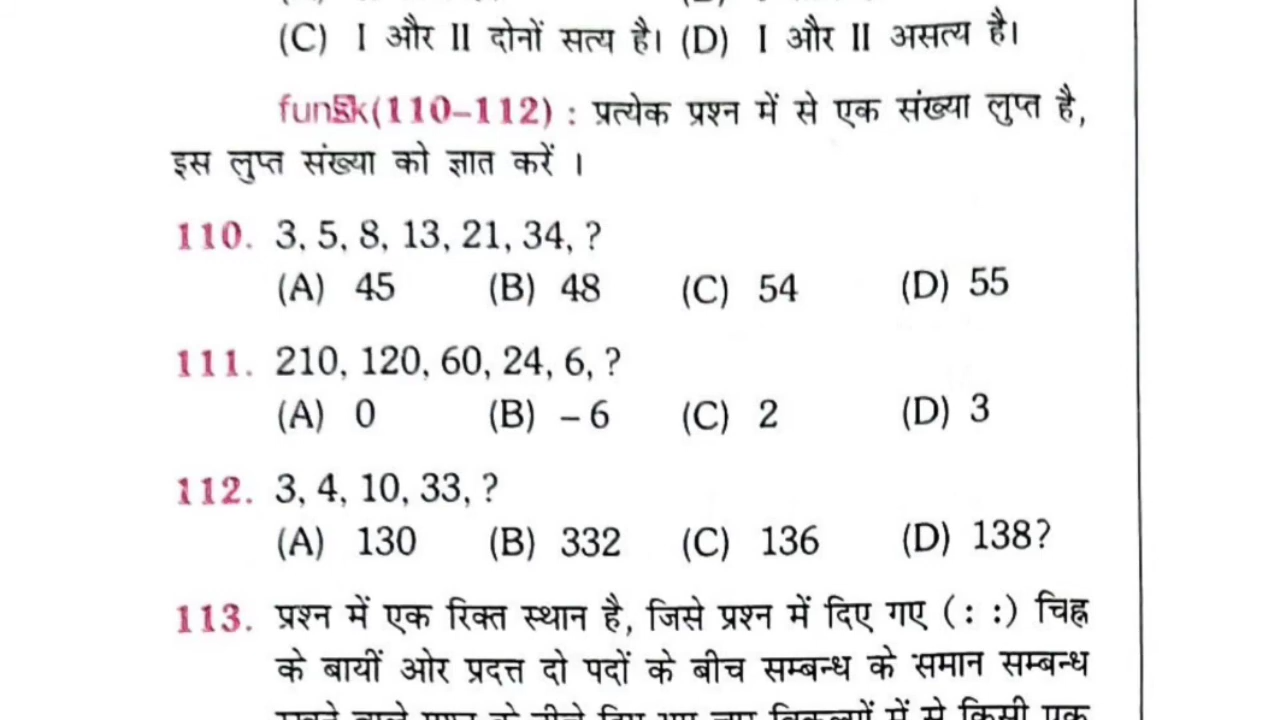 (C) I और II दोनों सत्य है। (D) I और II असत्य है।
(110–112) : प्रत्येक प्रश्न में से एक संख्या लुप्त है,
इस लुप्त संख्या को ज्ञात करें ।
110. 3, 5, 8, 13, 21, 34, ?
(A) 45 (B) 48 (C) 54 (D) 55
111. 210, 120, 60, 24, 6, ?
(A) 0 (B) – 6 (C) 2 (D) 3
112. 3, 4, 10, 33, ?
(A) 130 (B) 332 (C) 136 (D) 138?
113. प्रश्न में एक रिक्त स्थान है, जिसे प्रश्न में दिए गए (: :) चिह्न
के बायीं ओर प्रदत्त दो पदों के बीच सम्बन्ध के समान सम्बन्ध